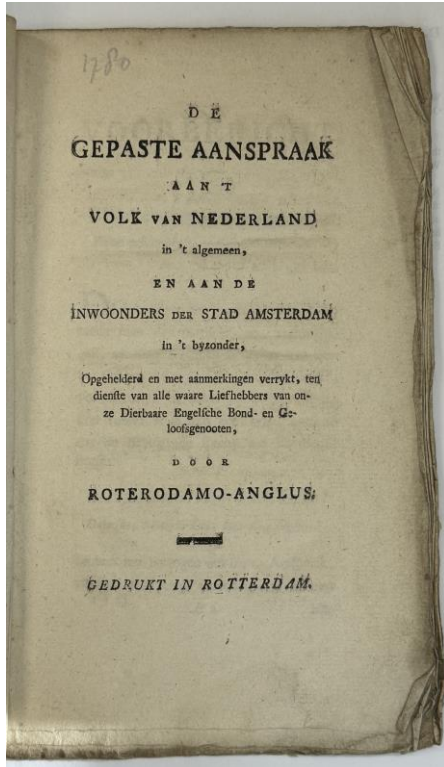 1780
DE
GEPASTE AANSPRAAK
AAN T
VOLK VAN NEDERLAND
in 't algemeen,
EN AAN DE
INWOONDERS DER STAD AMSTERDAM
in 't byzonder,
Opgehelderd en met aanmerkingen verrykt, ten
dienſte van alle waare Liefhebbers van on-
ze Dierbaare Engelſche Bond- en Ge-
loofsgenooten,
DOOR
ROTERODAMO-ANGLUS.
GEDRUKT IN ROTTERDAM.